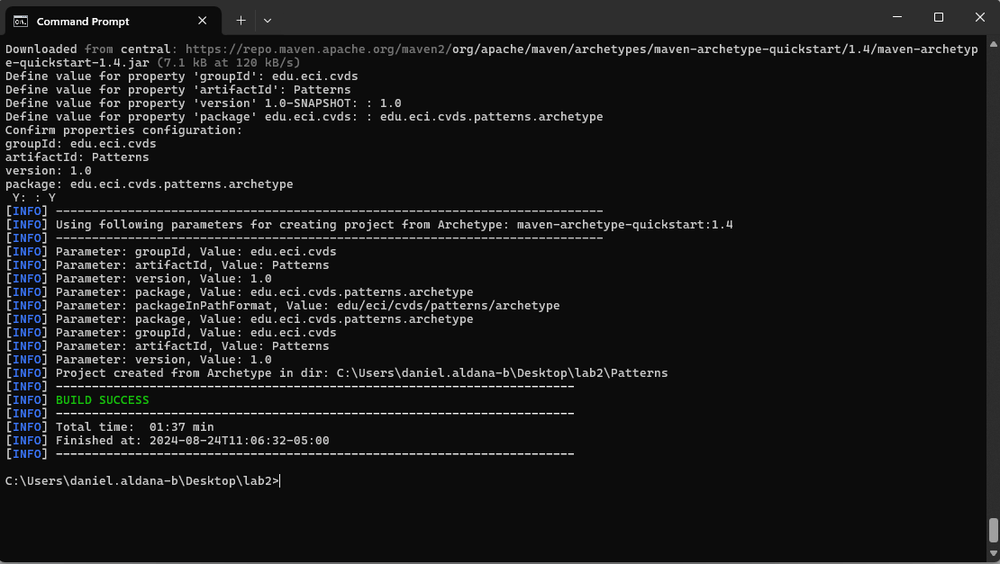 Command Prompt
Downloaded from central: https://repo.maven.apache.org/maven2/org/apache/maven/archetypes/maven-archetype-quickstart/1.4/maven-archetyp
e-quickstart-1.4.jar (7.1 kB at 120 kB/s)
Define value for property 'groupId': edu.eci.cvds
Define value for property 'artifactId': Patterns
Define value for property 'version' 1.0-SNAPSHOT: : 1.0
Define value for property 'package' edu.eci.cvds: : edu.eci.cvds.patterns.archetype
Confirm properties configuration:
groupId: edu.eci.cvds
artifactId: Patterns
version: 1.0
package: edu.eci.cvds.patterns.archetype
 Y: : Y
[INFO] ----------------------------------------------------------------------------
[INFO] Using following parameters for creating project from Archetype: maven-archetype-quickstart:1.4
[INFO] ----------------------------------------------------------------------------
[INFO] Parameter: groupId, Value: edu.eci.cvds
[INFO] Parameter: artifactId, Value: Patterns
[INFO] Parameter: version, Value: 1.0
[INFO] Parameter: package, Value: edu.eci.cvds.patterns.archetype
[INFO] Parameter: packageInPathFormat, Value: edu/eci/cvds/patterns/archetype
[INFO] Parameter: package, Value: edu.eci.cvds.patterns.archetype
[INFO] Parameter: groupId, Value: edu.eci.cvds
[INFO] Parameter: artifactId, Value: Patterns
[INFO] Parameter: version, Value: 1.0
[INFO] Project created from Archetype in dir: C:\Users\daniel.aldana-b\Desktop\lab2\Patterns
[INFO] ------------------------------------------------------------------------
[INFO] BUILD SUCCESS
[INFO] ------------------------------------------------------------------------
[INFO] Total time:  01:37 min
[INFO] Finished at: 2024-08-24T11:06:32-05:00
[INFO] ------------------------------------------------------------------------
C:\Users\daniel.aldana-b\Desktop\lab2>